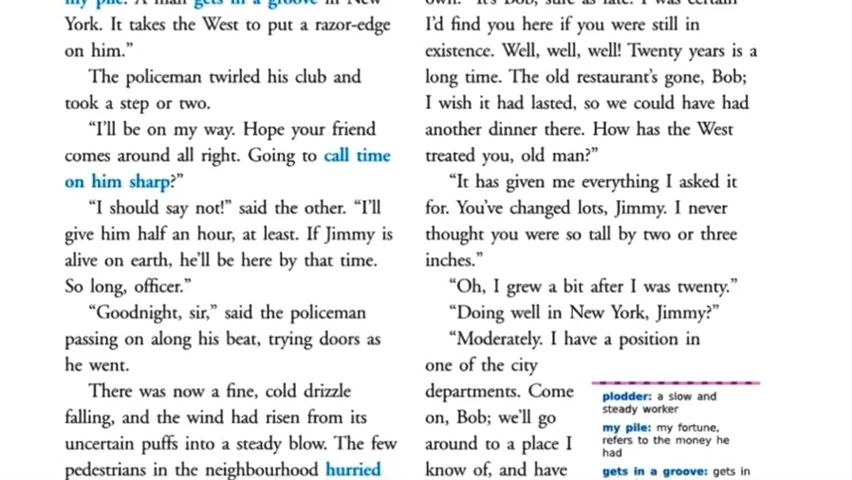 my pile. A man gets in a groove in New
York. It takes the West to put a razor-edge
on him.”
The policeman twirled his club and
took a step or two.
“I’ll be on my way. Hope your friend
comes around all right. Going to call time
on him sharp?”
“I should say not!” said the other. “I’ll
give him half an hour, at least. If Jimmy is
alive on earth, he’ll be here by that time.
So long, officer.”
“Goodnight, sir,” said the policeman
passing on along his beat, trying doors as
he went.
There was now a fine, cold drizzle
falling, and the wind had risen from its
uncertain puffs into a steady blow. The few
pedestrians in the neighbourhood hurried
own. “It’s Bob, sure as fate. I was certain
I’d find you here if you were still in
existence. Well, well, well! Twenty years is a
long time. The old restaurant’s gone, Bob;
I wish it had lasted, so we could have had
another dinner there. How has the West
treated you, old man?”
“It has given me everything I asked it
for. You’ve changed lots, Jimmy. I never
thought you were so tall by two or three
inches.”
“Oh, I grew a bit after I was twenty.”
“Doing well in New York, Jimmy?”
“Moderately. I have a position in
one of the city
departments. Come
on, Bob; we’ll go
around to a place I
know of, and have
plodder: a slow and
steady worker
my pile: my fortune,
refers to the money he
had
gets in a groove: gets in